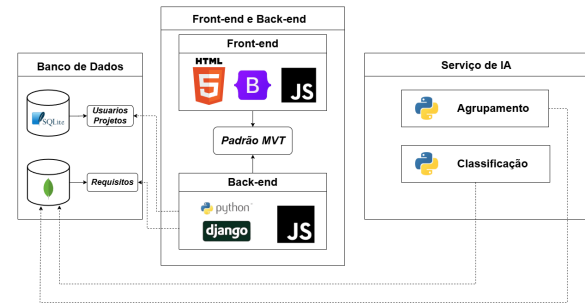 Front-end e Back-end
Front-end
HTML
5
B
JS
Padrão MVT
Back-end
python
django
JS
Banco de Dados
SQLite
Usuarios
Projetos
Requisitos
Serviço de IA
Agrupamento
Classificação